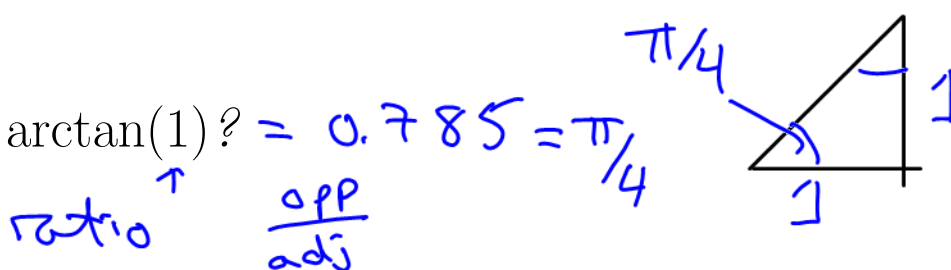 π/4
1
arctan(1)? = 0.785 = π/4
↑
ratio opp/adj
1